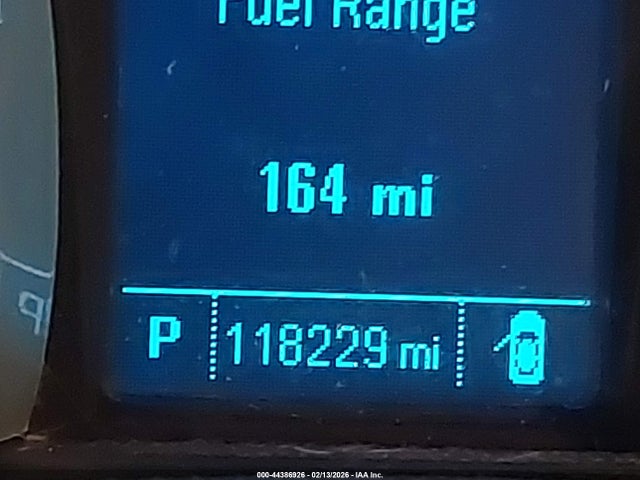 Fuel Range
164 mi
P 118229 mi
000-44386926 - 02/13/2026 - IAA Inc.